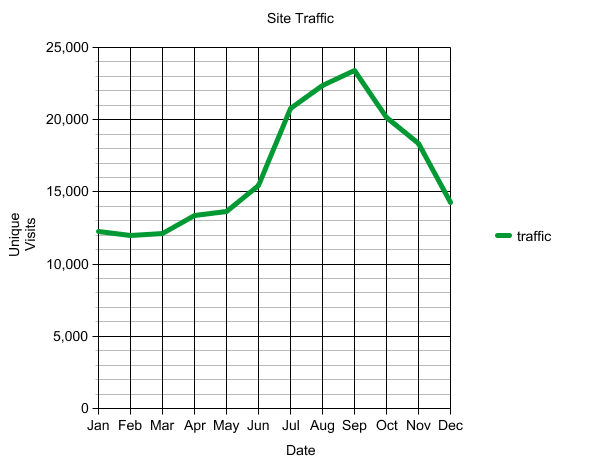 Site Traffic
25,000
20,000
15,000
10,000
5,000
0
Unique
Visits
Jan Feb Mar Apr May Jun Jul Aug Sep Oct Nov Dec
Date
traffic